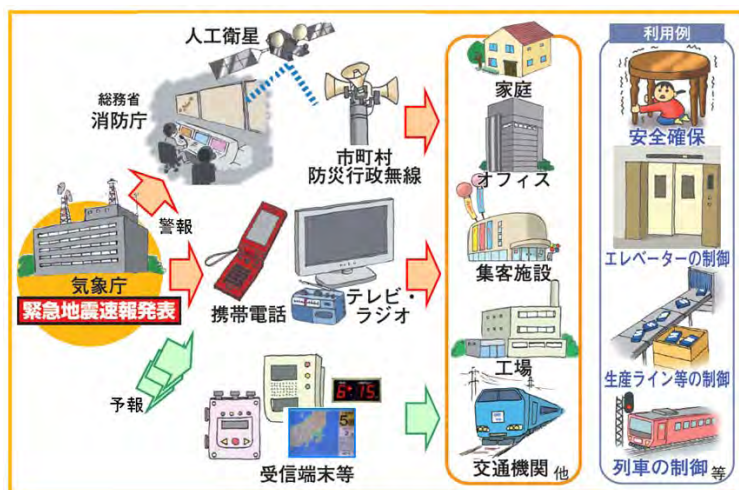 人工衛星
総務省
消防庁
市町村
防災行政無線
警報
気象庁
緊急地震速報発表
携帯電話
テレビ・
ラジオ
予報
6 15
5
受信端末等
家庭
オフィス
集客施設
工場
交通機関 他
利用例
安全確保
エレベーターの制御
生産ライン等の制御
列車の制御 等